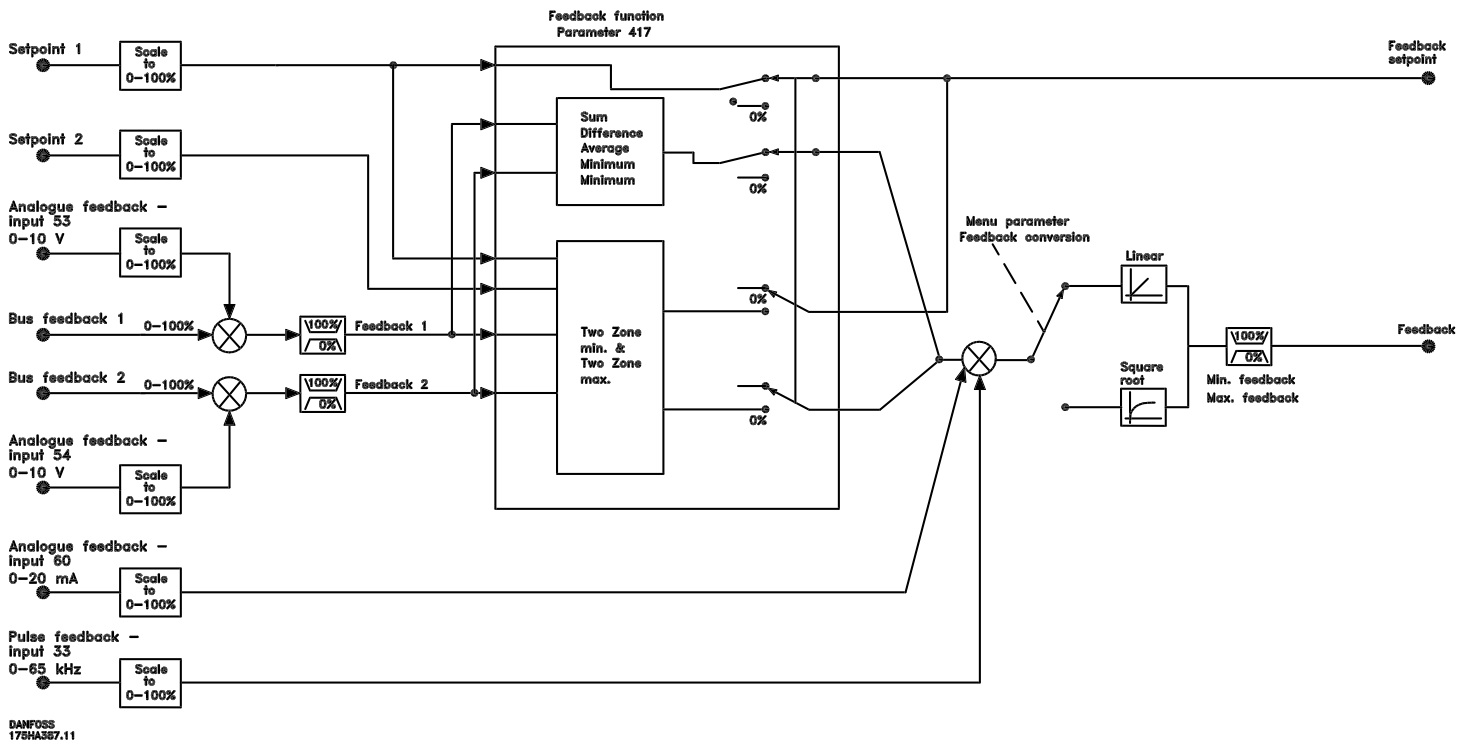 Feedback function
Parameter 417
Setpoint 1
Scale
to
0-100%
Setpoint 2
Scale
to
0-100%
Analogue feedback -
input 53
0-10 V
Scale
to
0-100%
Bus feedback 1
0-100%
100%
0%
Feedback 1
Bus feedback 2
0-100%
100%
0%
Feedback 2
Analogue feedback -
input 54
0-10 V
Scale
to
0-100%
Analogue feedback -
input 60
0-20 mA
Scale
to
0-100%
Pulse feedback -
input 33
0-65 kHz
Scale
to
0-100%
Sum
Difference
Average
Minimum
Minimum
Two Zone
min. &
Two Zone
max.
0%
0%
0%
0%
Menu parameter
Feedback conversion
Linear
Square
root
100%
0%
Min. feedback
Max. feedback
Feedback
setpoint
Feedback
DANFOSS
175HA387.11